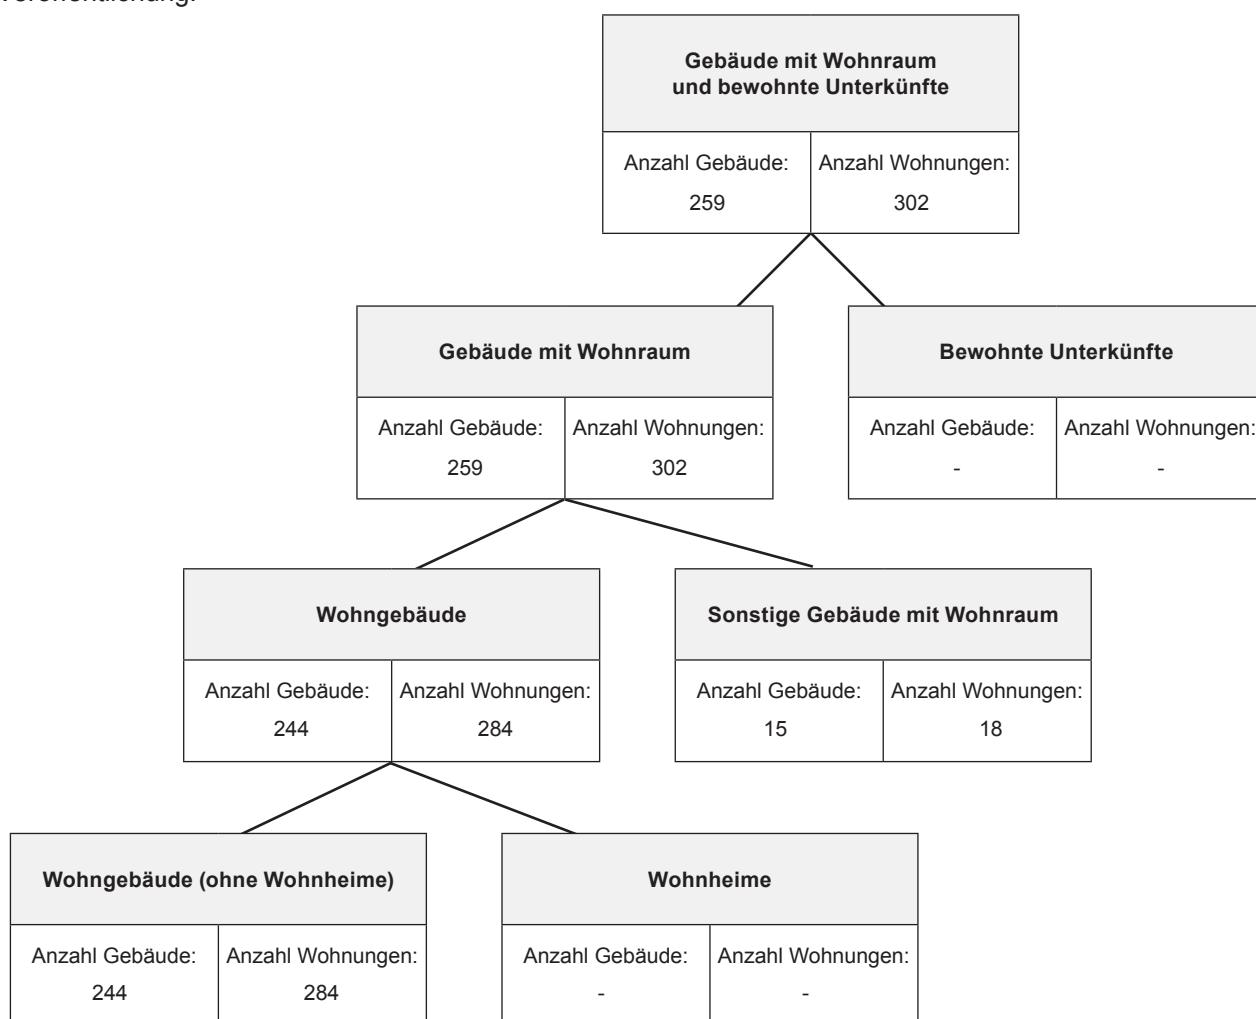 Veröffentlichung.
Gebäude mit Wohnraum
und bewohnte Unterkünfte
Anzahl Gebäude: Anzahl Wohnungen:
259 302
Gebäude mit Wohnraum Bewohnte Unterkünfte
Anzahl Gebäude: Anzahl Wohnungen: Anzahl Gebäude: Anzahl Wohnungen:
259 302 - -
Wohngebäude Sonstige Gebäude mit Wohnraum
Anzahl Gebäude: Anzahl Wohnungen: Anzahl Gebäude: Anzahl Wohnungen:
244 284 15 18
Wohngebäude (ohne Wohnheime) Wohnheime
Anzahl Gebäude: Anzahl Wohnungen: Anzahl Gebäude: Anzahl Wohnungen:
244 284 - -